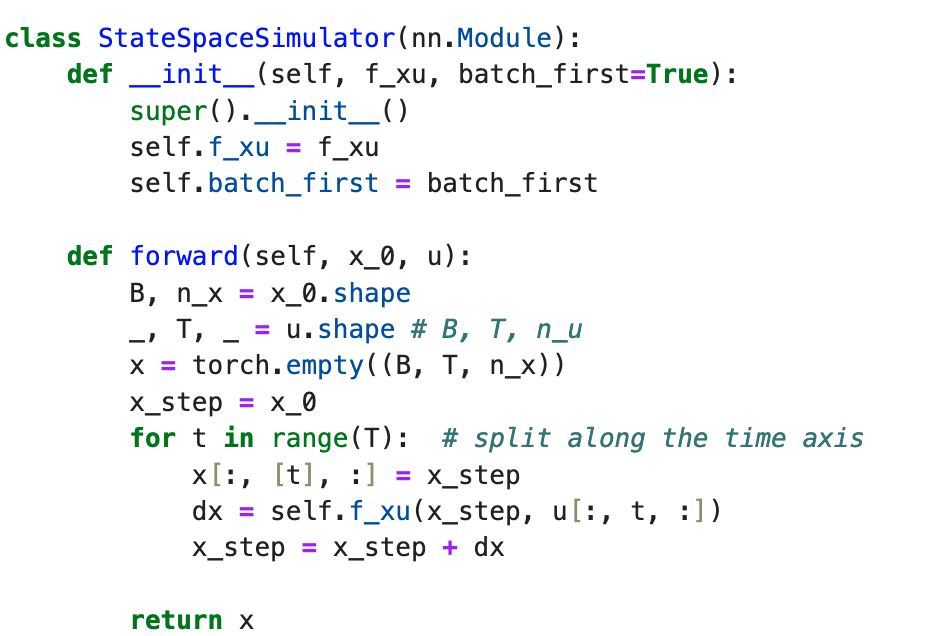 class StateSpaceSimulator(nn.Module):
    def __init__(self, f_xu, batch_first=True):
        super().__init__()
        self.f_xu = f_xu
        self.batch_first = batch_first

    def forward(self, x_0, u):
        B, n_x = x_0.shape
        _, T, _ = u.shape # B, T, n_u
        x = torch.empty((B, T, n_x))
        x_step = x_0
        for t in range(T):  # split along the time axis
            x[:, [t], :] = x_step
            dx = self.f_xu(x_step, u[:, t, :])
            x_step = x_step + dx

        return x